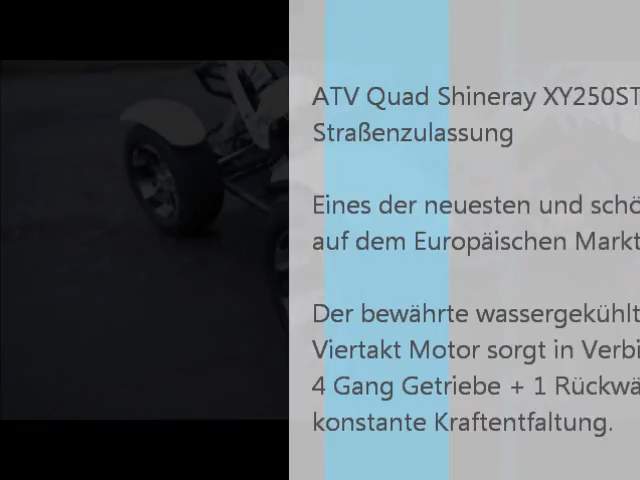 ATV Quad Shineray XY250ST
Straßenzulassung
Eines der neuesten und schö
auf dem Europäischen Markt
Der bewährte wassergekühlt
Viertakt Motor sorgt in Verbi
4 Gang Getriebe + 1 Rückwä
konstante Kraftentfaltung.